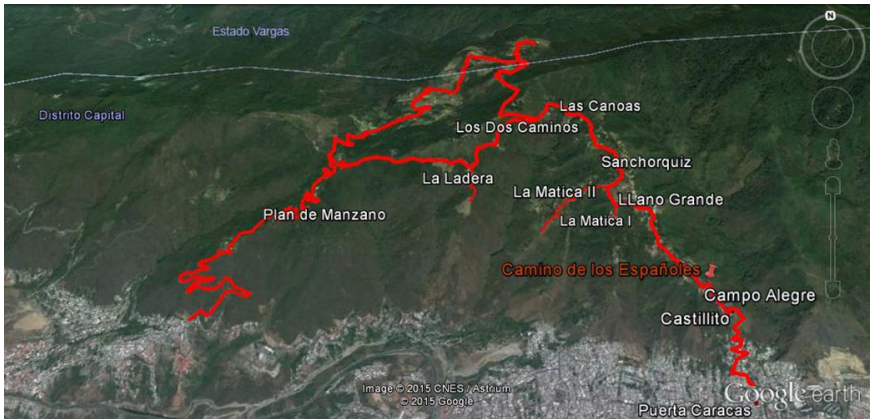 Estado Vargas
N
Distrito Capital
Las Canoas
Los Dos Caminos
Sanchorquiz
La Ladera
La Matica II
LLano Grande
Plan de Manzano
La Matica I
Camino de los Españoles
Campo Alegre
Castillito
Image © 2015 CNES / Astrium
© 2015 Google
Google earth
Puerta Caracas